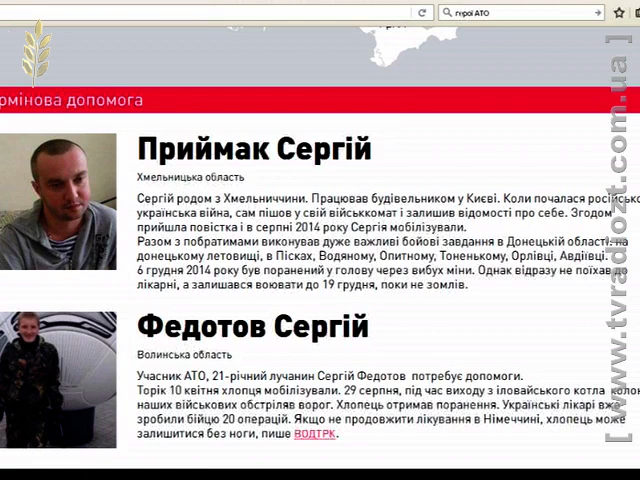 герої АТО
рмінова допомога
Приймак Сергій
Хмельницька область
Сергій родом з Хмельниччини. Працював будівельником у Києві. Коли почалася російсько
українська війна, сам пішов у свій військкомат і залишив відомості про себе. Згодом
прийшла повістка і в серпні 2014 року Сергія мобілізували.
Разом з побратимами виконував дуже важливі бойові завдання в Донецькій області: на
донецькому летовищі, в Пісках, Водяному, Опитному, Тоненькому, Орлівці, Авдіївці.
6 грудня 2014 року був поранений у голову через вибух міни. Однак відразу не поїхав до
лікарні, а залишався воювати до 19 грудня, поки не зомлів.
Федотов Сергій
Волинська область
Учасник АТО, 21-річний лучанин Сергій Федотов потребує допомоги.
Торік 10 квітня хлопця мобілізували. 29 серпня, під час виходу з іловайського котла колон
наших військових обстріляв ворог. Хлопець отримав поранення. Українські лікарі вже
зробили бійцю 20 операцій. Якщо не продовжити лікування в Німеччині, хлопець може
залишитися без ноги, пише ВОДТРК.
[ www.tvradiozt.com.ua ]